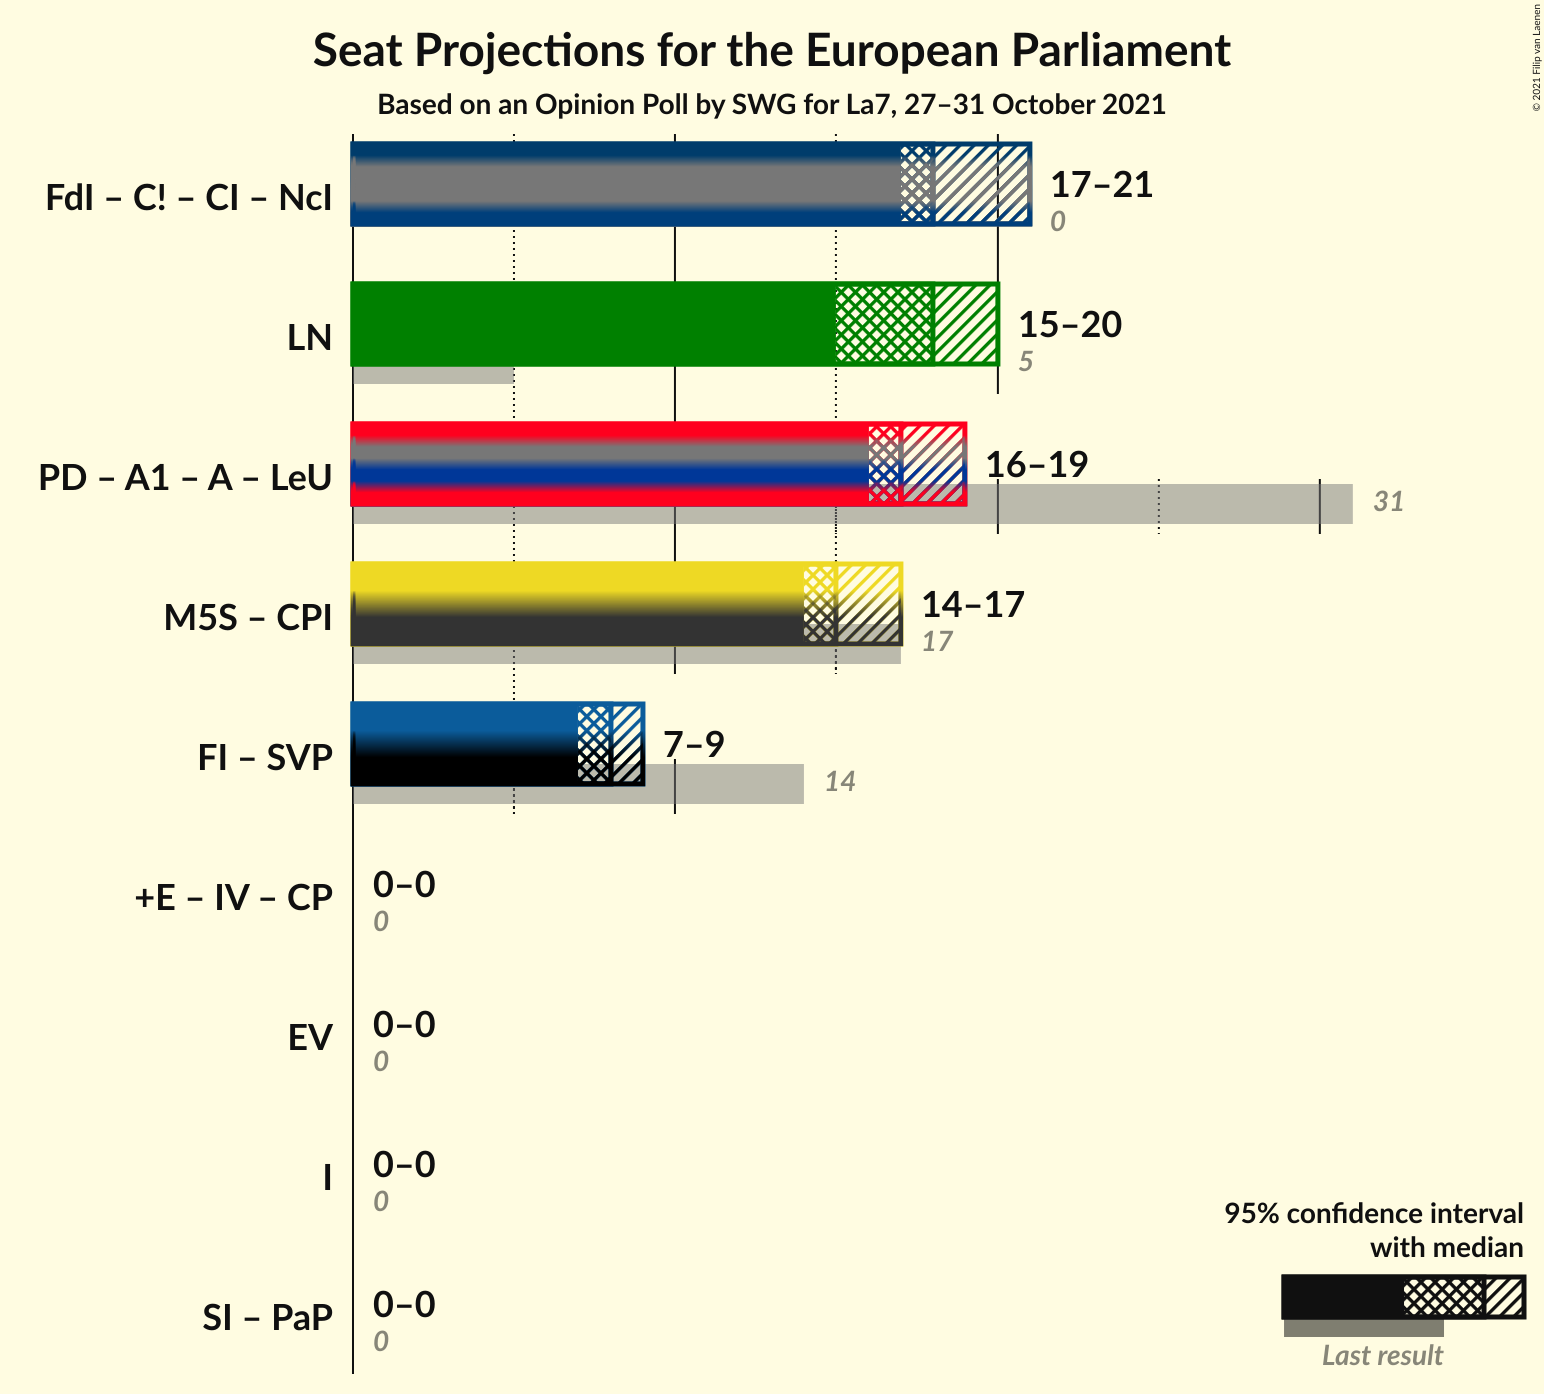 Seat Projections for the European Parliament
Based on an Opinion Poll by SWG for La7, 27–31 October 2021
© 2021 Filip van Laenen
FdI – C! – CI – NcI
17–21
0
LN
15–20
5
PD – A1 – A – LeU
16–19
31
M5S – CPI
14–17
17
FI – SVP
7–9
14
+E – IV – CP
0–0
0
EV
0–0
0
I
0–0
0
SI – PaP
0–0
0
95% confidence interval
with median
Last result